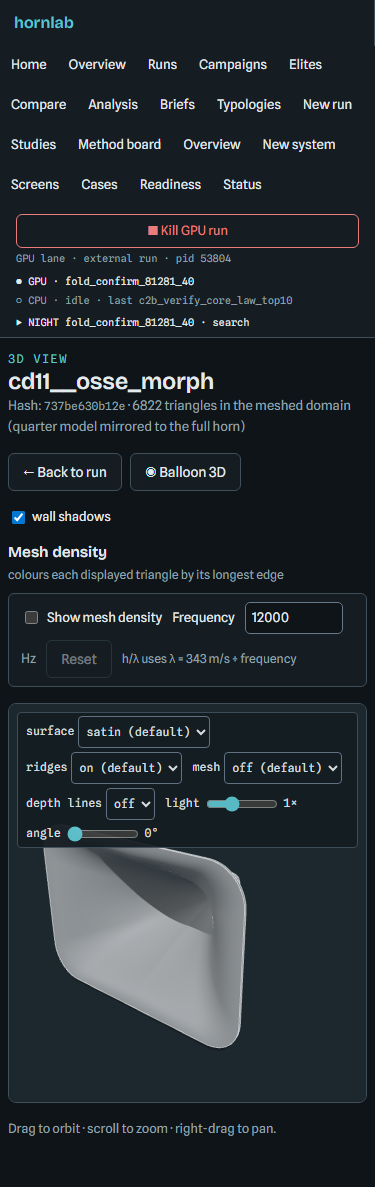 hornlab
Home Overview Runs Campaigns Elites
Compare Analysis Briefs Typologies New run
Studies Method board Overview New system
Screens Cases Readiness Status
Kill GPU run
GPU lane · external run · pid 53804
● GPU · fold_confirm_81281_40
○ CPU · idle · last c2b_verify_core_law_top10
▶ NIGHT fold_confirm_81281_40 · search
3D VIEW
cd11__osse_morph
Hash: 737be630b12e · 6822 triangles in the meshed domain
(quarter model mirrored to the full horn)
← Back to run ◉ Balloon 3D
wall shadows
Mesh density
colours each displayed triangle by its longest edge
Show mesh density Frequency 12000
Hz Reset h/λ uses λ = 343 m/s ÷ frequency
surface satin (default)
ridges on (default) mesh off (default)
depth lines off light 1×
angle 0°
Drag to orbit · scroll to zoom · right-drag to pan.